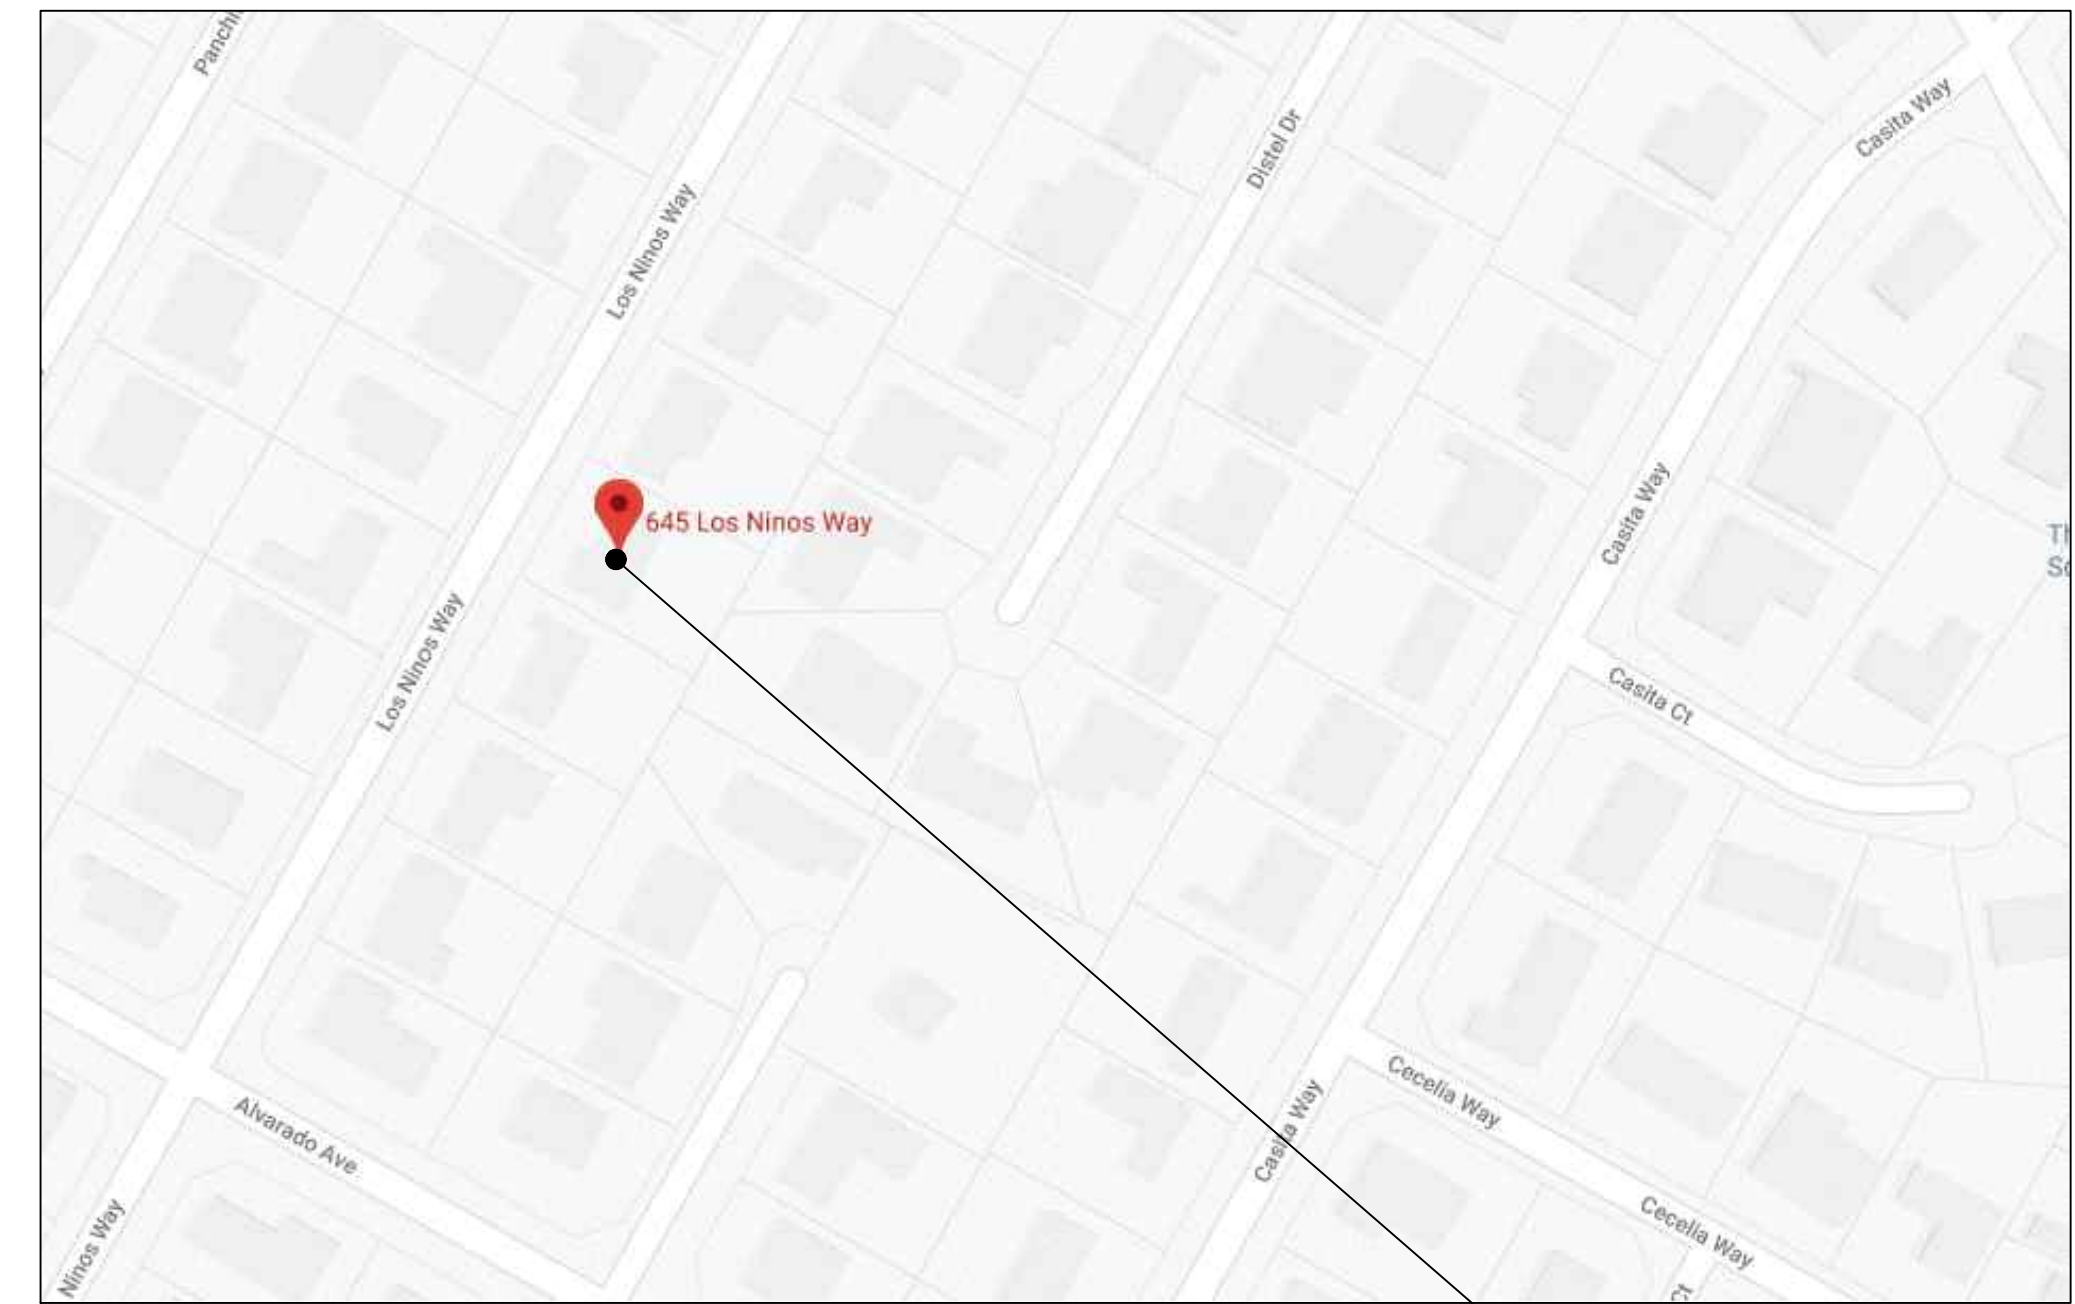 Casita Way
Distel Dr
Los Ninos Way
Casita Way
645 Los Ninos Way
Los Ninos Way
Casita Ct
Cecelia Way
Casita Way
Alvarado Ave
Cecelia Way
Ninos Way
Ct